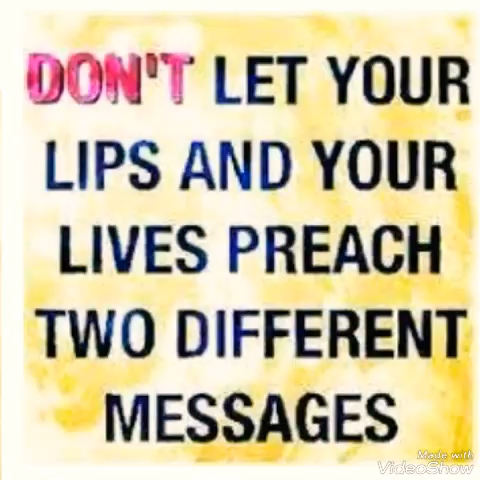 DON'T LET YOUR
LIPS AND YOUR
LIVES PREACH
TWO DIFFERENT
MESSAGES
Made with
VideoShow